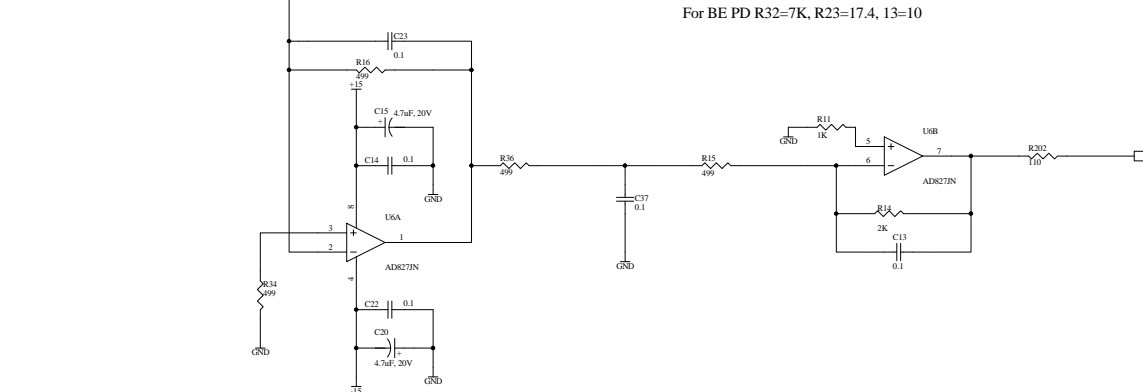 For BE PD R32=7K, R23=17.4, 13=10
C23
0.1
R16
499
+15
C15 4.7uF, 20V
+
C14 0.1
GND
8
U6A
3
+
2
-
1
AD827JN
4
R34
499
GND
C22 0.1
C20
+
4.7uF, 20V
GND
-15
R36
499
C37
0.1
GND
R15
499
R11
1K
GND
U6B
5
+
6
-
7
AD827JN
R14
2K
C13
0.1
R202
110